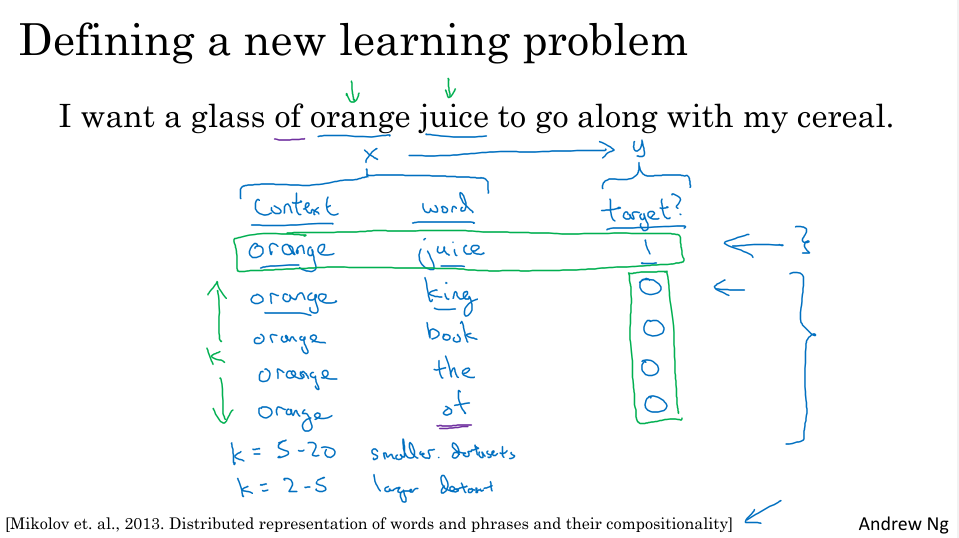 Defining a new learning problem
I want a glass of orange juice to go along with my cereal.
x y
Context word target?
orange juice 1
orange king 0
orange book 0
k
orange the 0
orange of 0
k = 5-20 smaller datasets
k = 2-5 larger dataset
[Mikolov et. al., 2013. Distributed representation of words and phrases and their compositionality] Andrew Ng